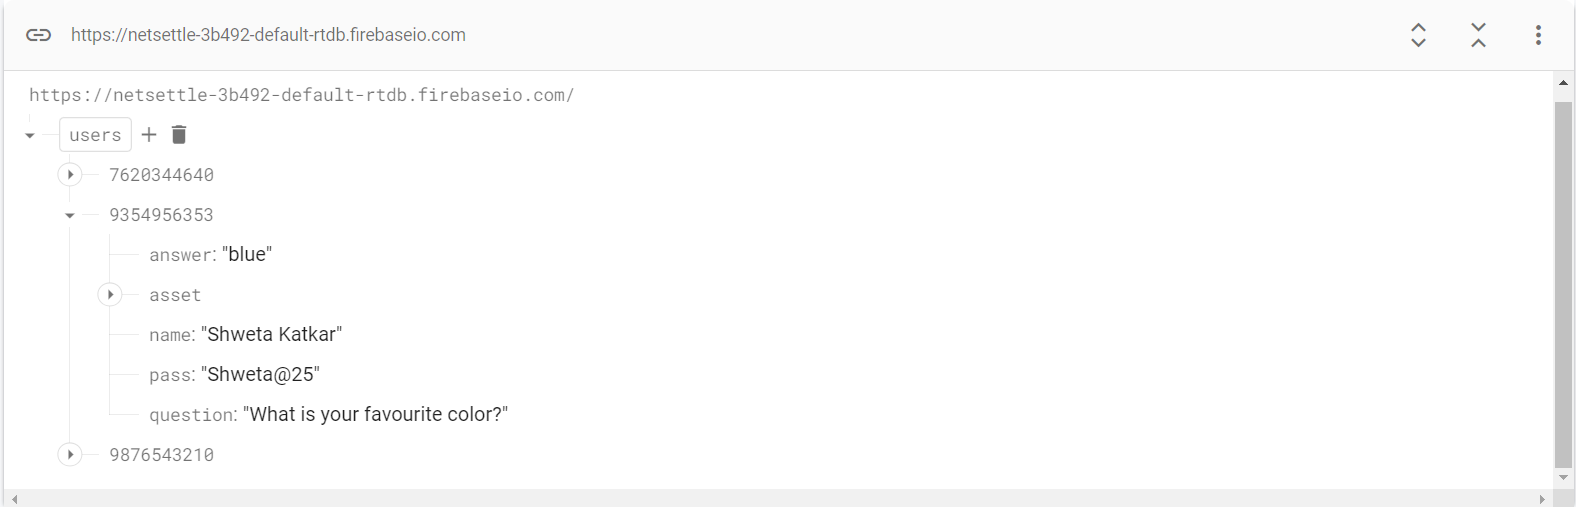 https://netsettle-3b492-default-rtdb.firebaseio.com
https://netsettle-3b492-default-rtdb.firebaseio.com/
users
7620344640
9354956353
answer: "blue"
asset
name: "Shweta Katkar"
pass: "Shweta@25"
question: "What is your favourite color?"
9876543210